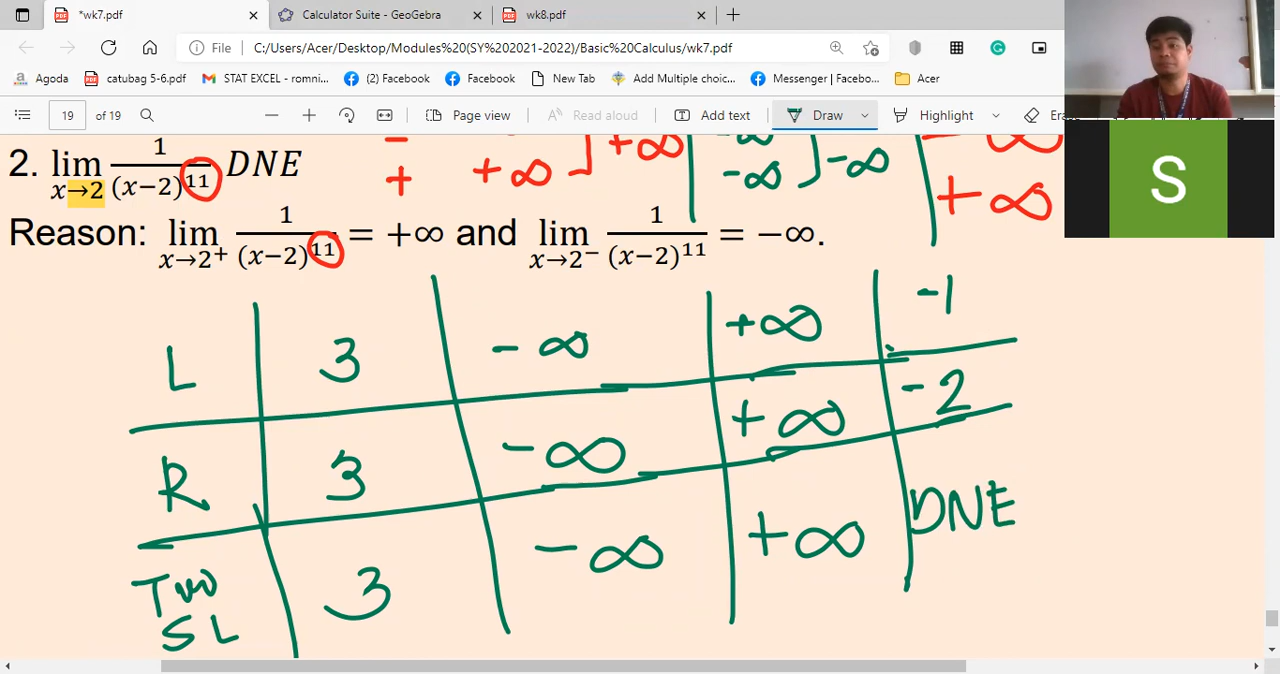 *wk7.pdf
Calculator Suite - GeoGebra
wk8.pdf
File
C:/Users/Acer/Desktop/Modules%20(SY%202021-2022)/Basic%20Calculus/wk7.pdf
Agoda
catubag 5-6.pdf
STAT EXCEL - romni...
(2) Facebook
Facebook
New Tab
Add Multiple choic...
Messenger | Facebo...
Acer
19 of 19
Page view
Read aloud
Add text
Draw
Highlight
− +∞ −∞ −∞
+ +∞ −∞ −∞ +∞
2. lim x→2 1/(x−2)^11 DNE
Reason: lim x→2+ 1/(x−2)^11 = +∞ and lim x→2− 1/(x−2)^11 = −∞.
L 3 −∞ +∞ −1
R 3 −∞ +∞ −2
Two SL 3 −∞ +∞ DNE
S